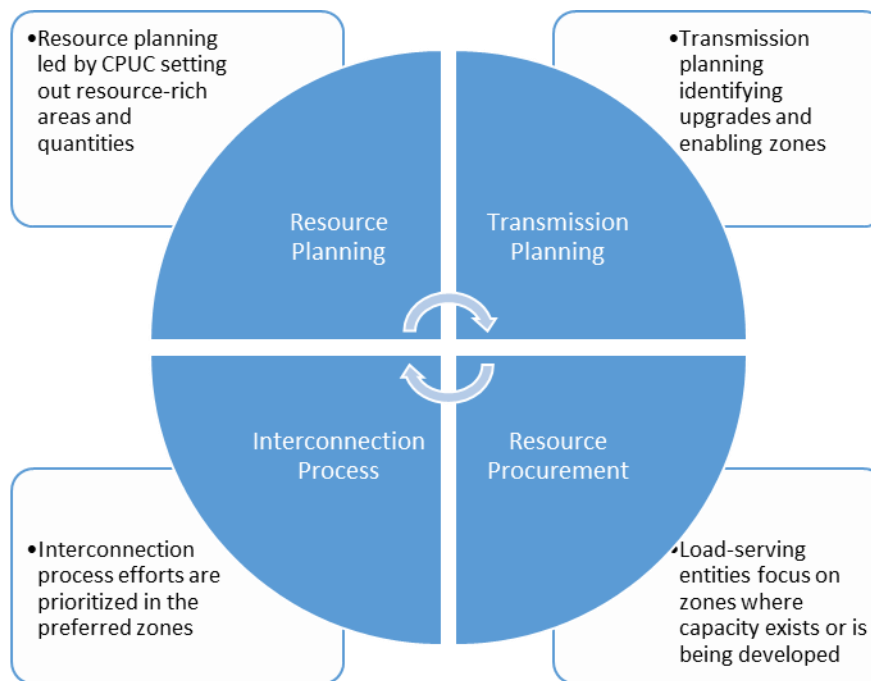 •Resource planning
led by CPUC setting
out resource-rich
areas and
quantities
•Transmission
planning
identifying
upgrades and
enabling zones
Resource
Planning
Transmission
Planning
Interconnection
Process
Resource
Procurement
•Interconnection
process efforts are
prioritized in the
preferred zones
•Load-serving
entities focus on
zones where
capacity exists or is
being developed